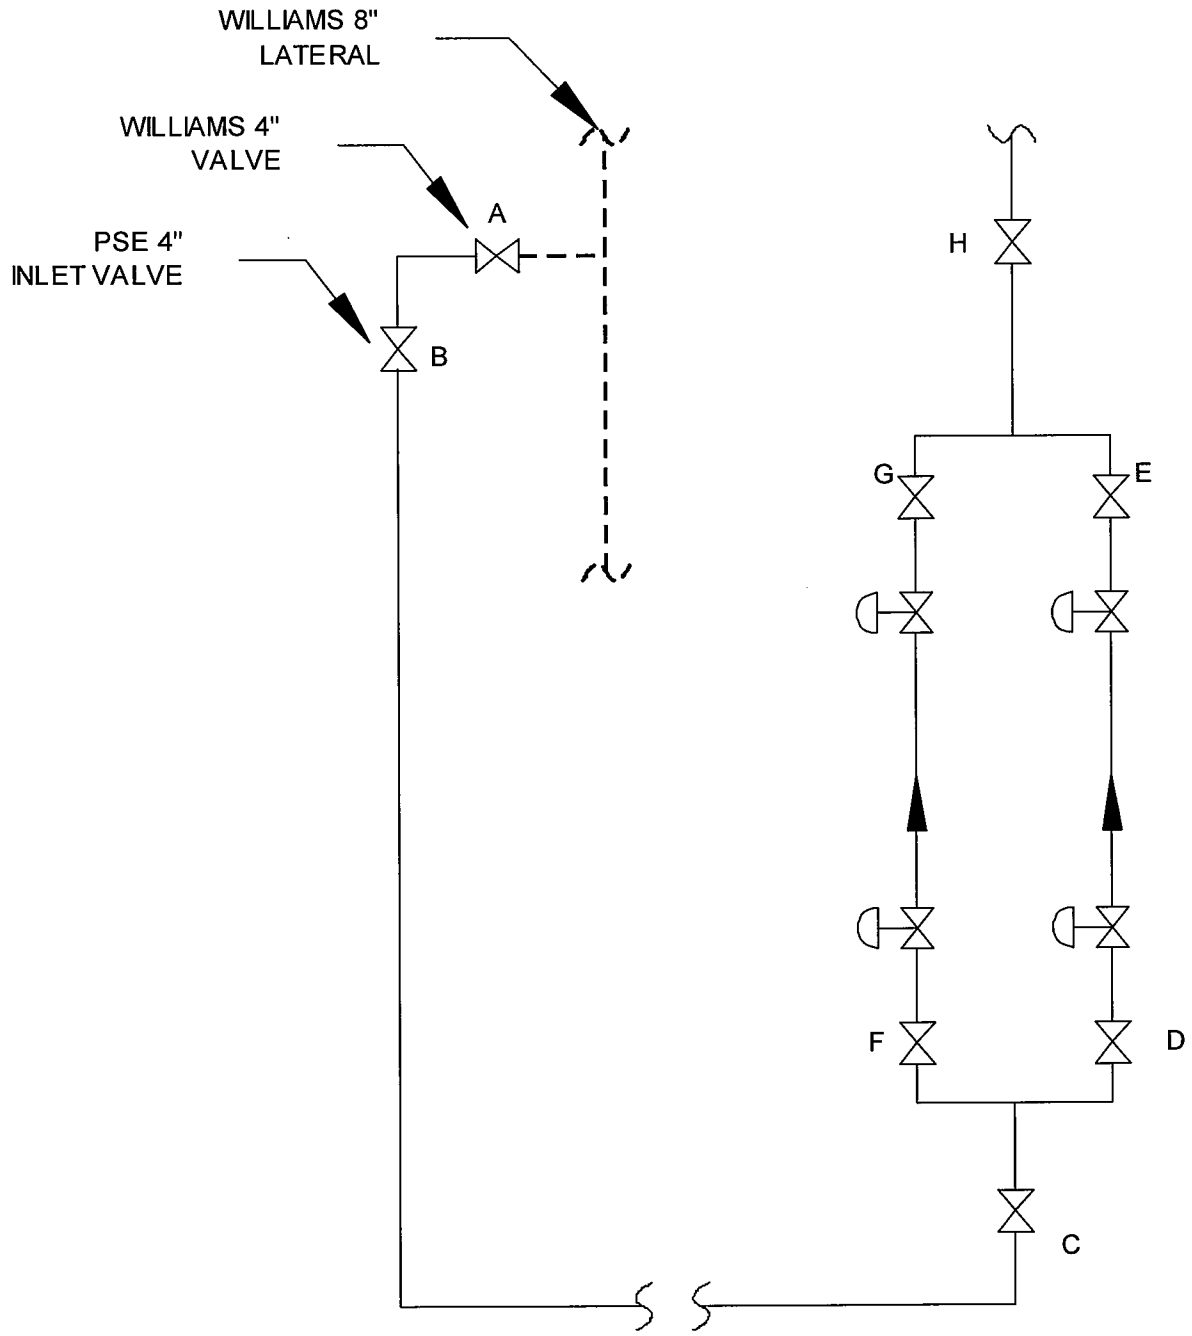 WILLIAMS 8"
LATERAL
WILLIAMS 4"
VALVE
A
PSE 4"
INLET VALVE
B
H
G
E
F
D
C